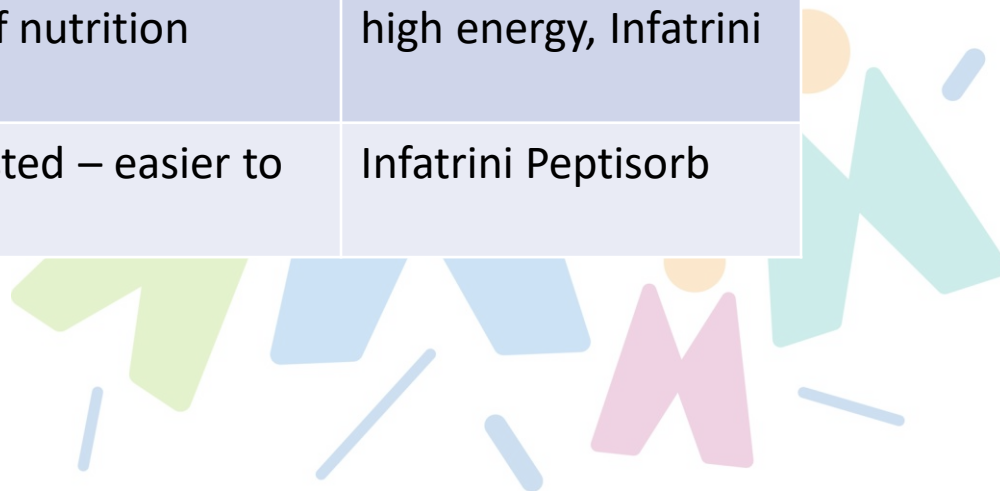 f nutrition
high energy, Infatrini
ted – easier to
Infatrini Peptisorb